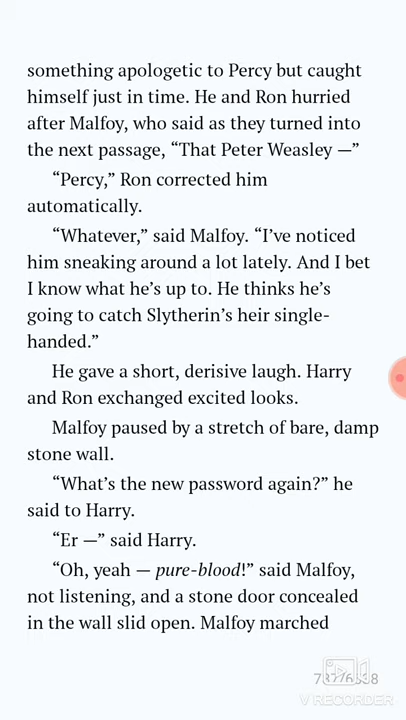 something apologetic to Percy but caught
himself just in time. He and Ron hurried
after Malfoy, who said as they turned into
the next passage, “That Peter Weasley —”
“Percy,” Ron corrected him
automatically.
“Whatever,” said Malfoy. “I’ve noticed
him sneaking around a lot lately. And I bet
I know what he’s up to. He thinks he’s
going to catch Slytherin’s heir single-
handed.”
He gave a short, derisive laugh. Harry
and Ron exchanged excited looks.
Malfoy paused by a stretch of bare, damp
stone wall.
“What’s the new password again?” he
said to Harry.
“Er —” said Harry.
“Oh, yeah — pure-blood!” said Malfoy,
not listening, and a stone door concealed
in the wall slid open. Malfoy marched
V RECORDER